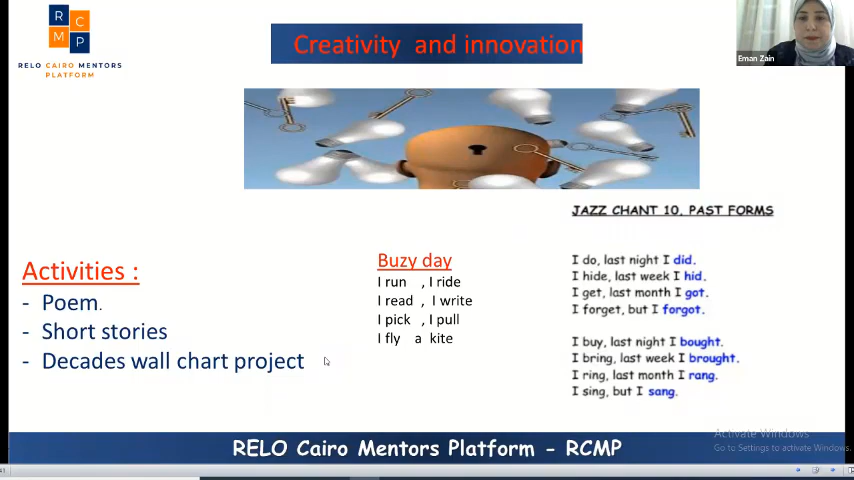 R
C
M
P
RELO CAIRO MENTORS
PLATFORM
Creativity and innovation
Eman Zain
JAZZ CHANT 10, PAST FORMS
Activities :
- Poem.
- Short stories
- Decades wall chart project
Buzy day
I run , I ride
I read , I write
I pick , I pull
I fly a kite
I do, last night I did.
I hide, last week I hid.
I get, last month I got.
I forget, but I forgot.
I buy, last night I bought.
I bring, last week I brought.
I ring, last month I rang.
I sing, but I sang.
Activate Windows
Go to Settings to activate Windows.
RELO Cairo Mentors Platform - RCMP